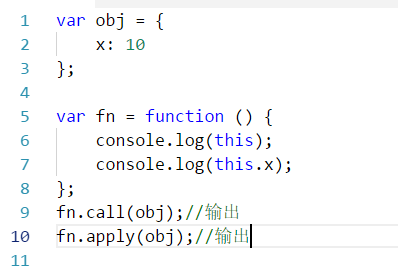 1 var obj = {
2     x: 10
3 };
4
5 var fn = function () {
6     console.log(this);
7     console.log(this.x);
8 };
9 fn.call(obj);//输出
10 fn.apply(obj);//输出
11